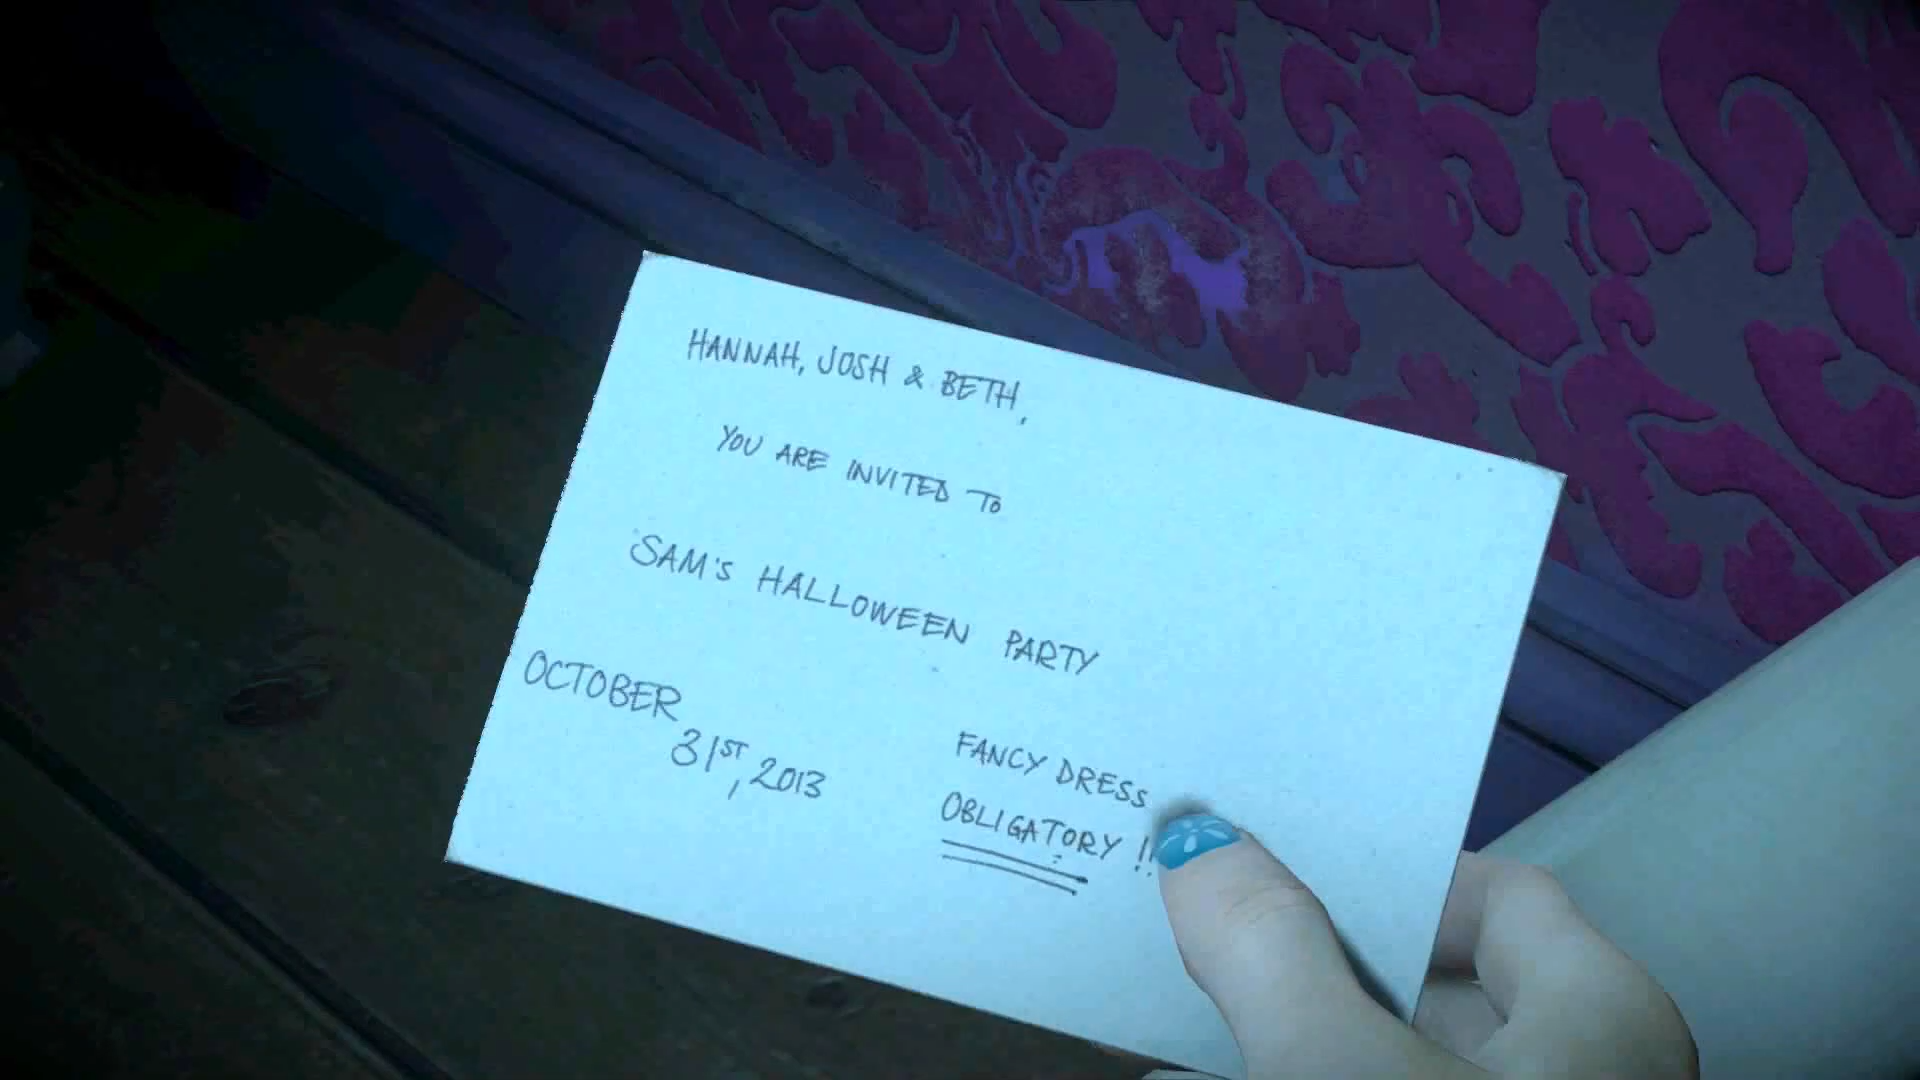 HANNAH, JOSH & BETH,
YOU ARE INVITED TO
SAM'S HALLOWEEN PARTY
OCTOBER
31ST, 2013
FANCY DRESS
OBLIGATORY !!